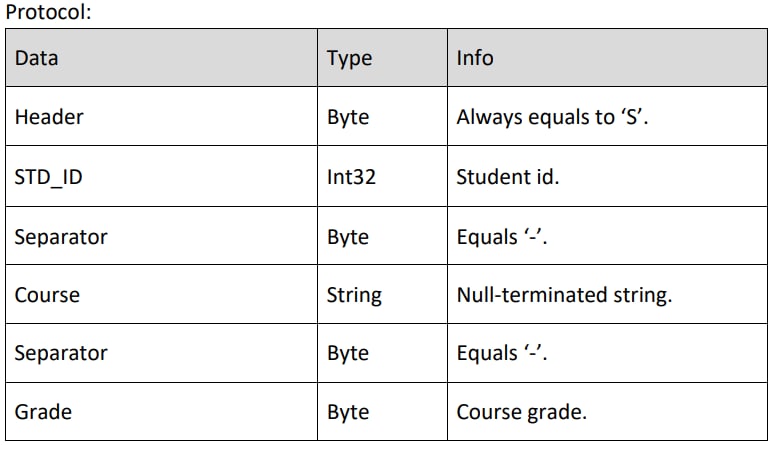 Protocol:
Data Type Info
Header Byte Always equals to ‘S’.
STD_ID Int32 Student id.
Separator Byte Equals ‘-’.
Course String Null-terminated string.
Separator Byte Equals ‘-’.
Grade Byte Course grade.